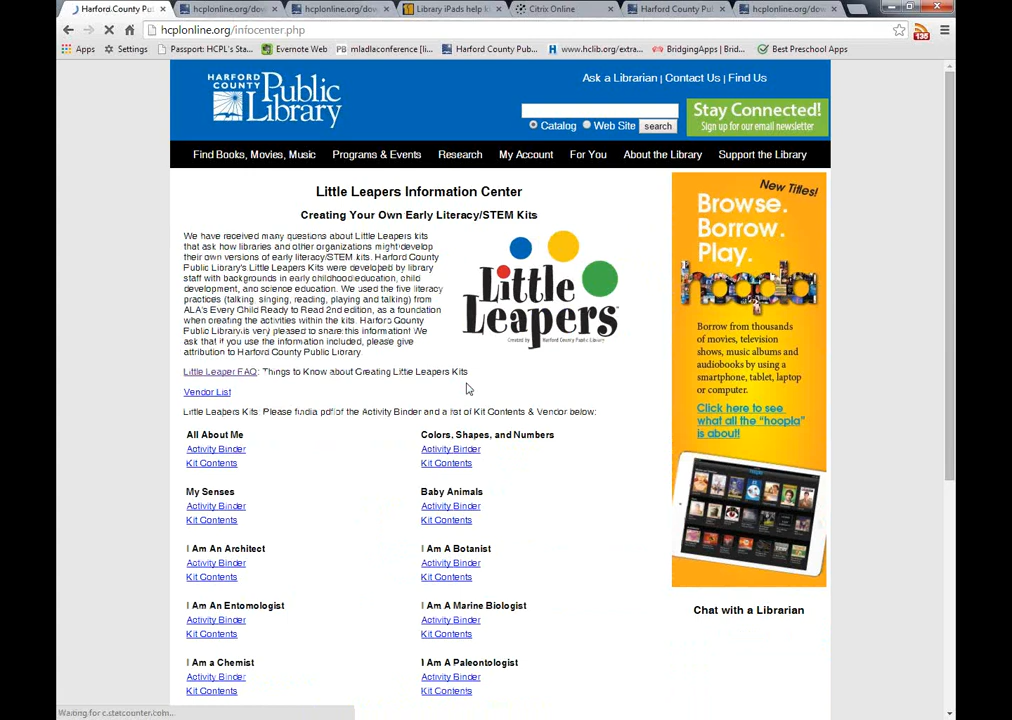 Harford County Pu
hcplonline.org/dow
hcplonline.org/dow
Library iPads help k
Citrix Online
Harford County Pub
hcplonline.org/dow
hcplonline.org/infocenter.php
135
Apps
Settings
Passport: HCPL's Sta...
Evernote Web
PB mladlaconference [li...
Harford County Pub...
www.hclib.org/extra...
BridgingApps | Brid...
Best Preschool Apps
HARFORD
COUNTY
Public
Library
Ask a Librarian | Contact Us | Find Us
Catalog Web Site search
Stay Connected!
Sign up for our email newsletter
Find Books, Movies, Music Programs & Events Research My Account For You About the Library Support the Library
Little Leapers Information Center
Creating Your Own Early Literacy/STEM Kits
We have received many questions about Little Leapers kits
that ask how libraries and other organizations might develop
their own versions of early literacy/STEM kits. Harford County
Public Library's Little Leapers Kits were developed by library
staff with backgrounds in early childhood education, child
development, and science education. We used the five literacy
practices (talking, singing, reading, playing and talking) from
ALA's Every Child Ready to Read 2nd edition, as a foundation
when creating the activities within the kits. Harford County
Public Library is very pleased to share this information! We
ask that if you use the information included, please give
attribution to Harford County Public Library
Little Leapers
Created by Harford County Public Library
Little Leaper FAQ: Things to Know about Creating Little Leapers Kits
Vendor List
Little Leapers Kits: Please find a pdf of the Activity Binder and a list of Kit Contents & Vendor below:
All About Me
Activity Binder
Kit Contents
Colors, Shapes, and Numbers
Activity Binder
Kit Contents
My Senses
Activity Binder
Kit Contents
Baby Animals
Activity Binder
Kit Contents
I Am An Architect
Activity Binder
Kit Contents
I Am A Botanist
Activity Binder
Kit Contents
I Am An Entomologist
Activity Binder
Kit Contents
I Am A Marine Biologist
Activity Binder
Kit Contents
I Am a Chemist
Activity Binder
Kit Contents
I Am A Paleontologist
Activity Binder
Kit Contents
New Titles!
Browse.
Borrow.
Play.
hoopla
Borrow from thousands
of movies, television
shows, music albums and
audiobooks by using a
smartphone, tablet, laptop
or computer.
Click here to see
what all the "hoopla"
is about!
Chat with a Librarian
Waiting for c.statcounter.com...